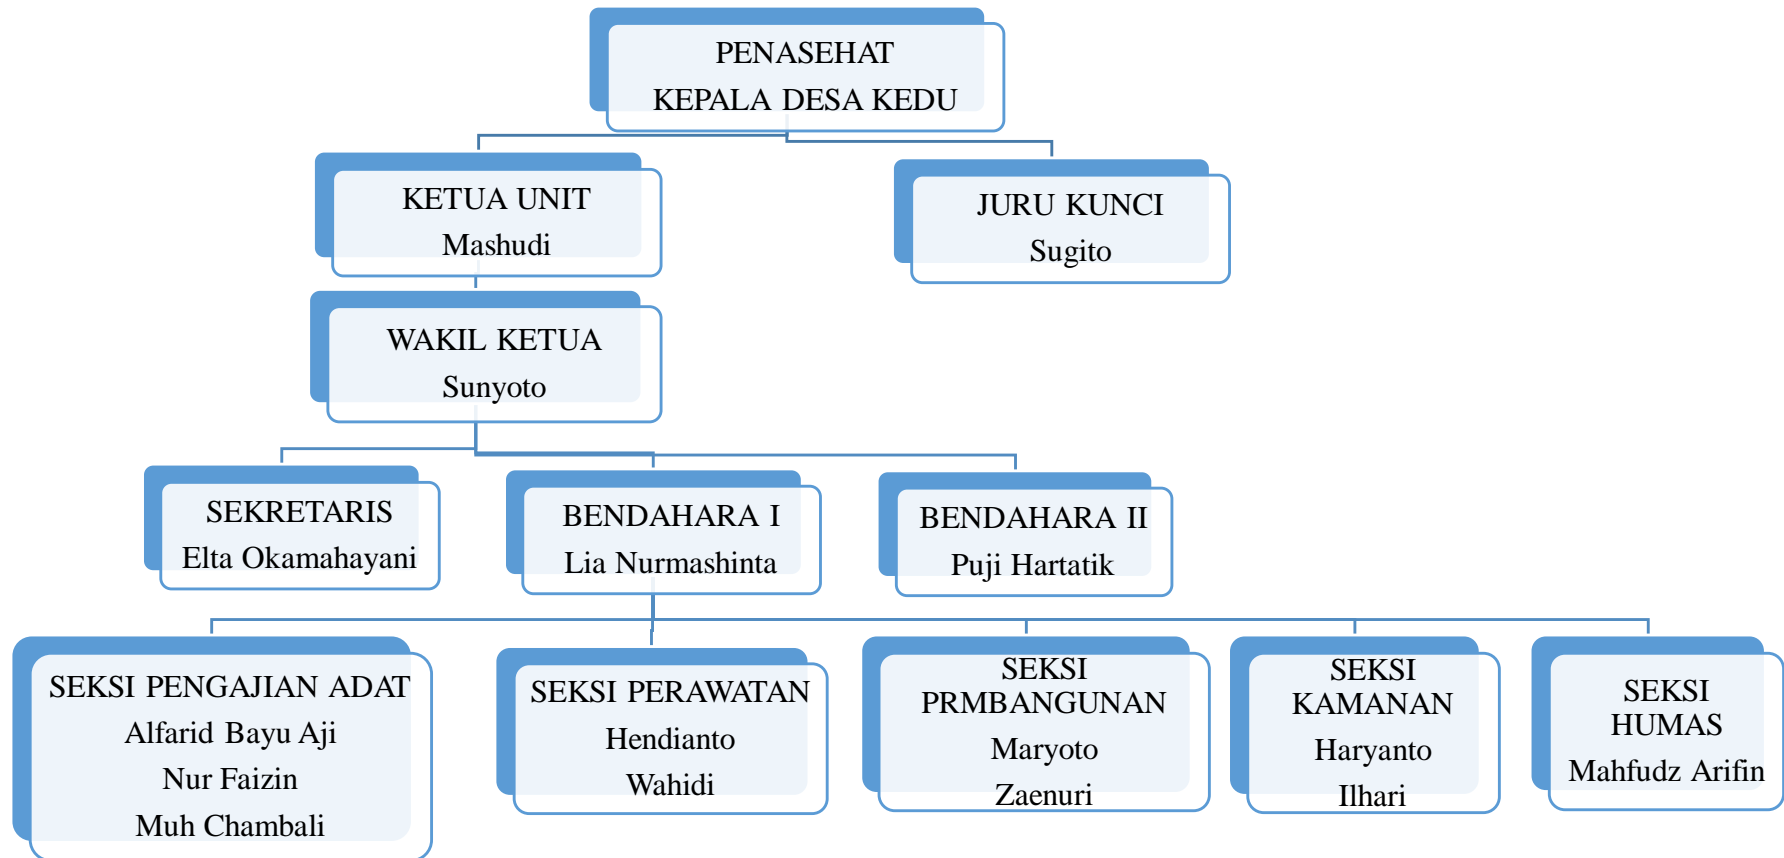 PENASEHAT
KEPALA DESA KEDU
KETUA UNIT
Mashudi
JURU KUNCI
Sugito
WAKIL KETUA
Sunyoto
SEKRETARIS
Elta Okamahayani
BENDAHARA I
Lia Nurmashinta
BENDAHARA II
Puji Hartatik
SEKSI PENGAJIAN ADAT
Alfarid Bayu Aji
Nur Faizin
Muh Chambali
SEKSI PERAWATAN
Hendianto
Wahidi
SEKSI
PRMBANGUNAN
Maryoto
Zaenuri
SEKSI
KAMANAN
Haryanto
Ilhari
SEKSI
HUMAS
Mahfudz Arifin